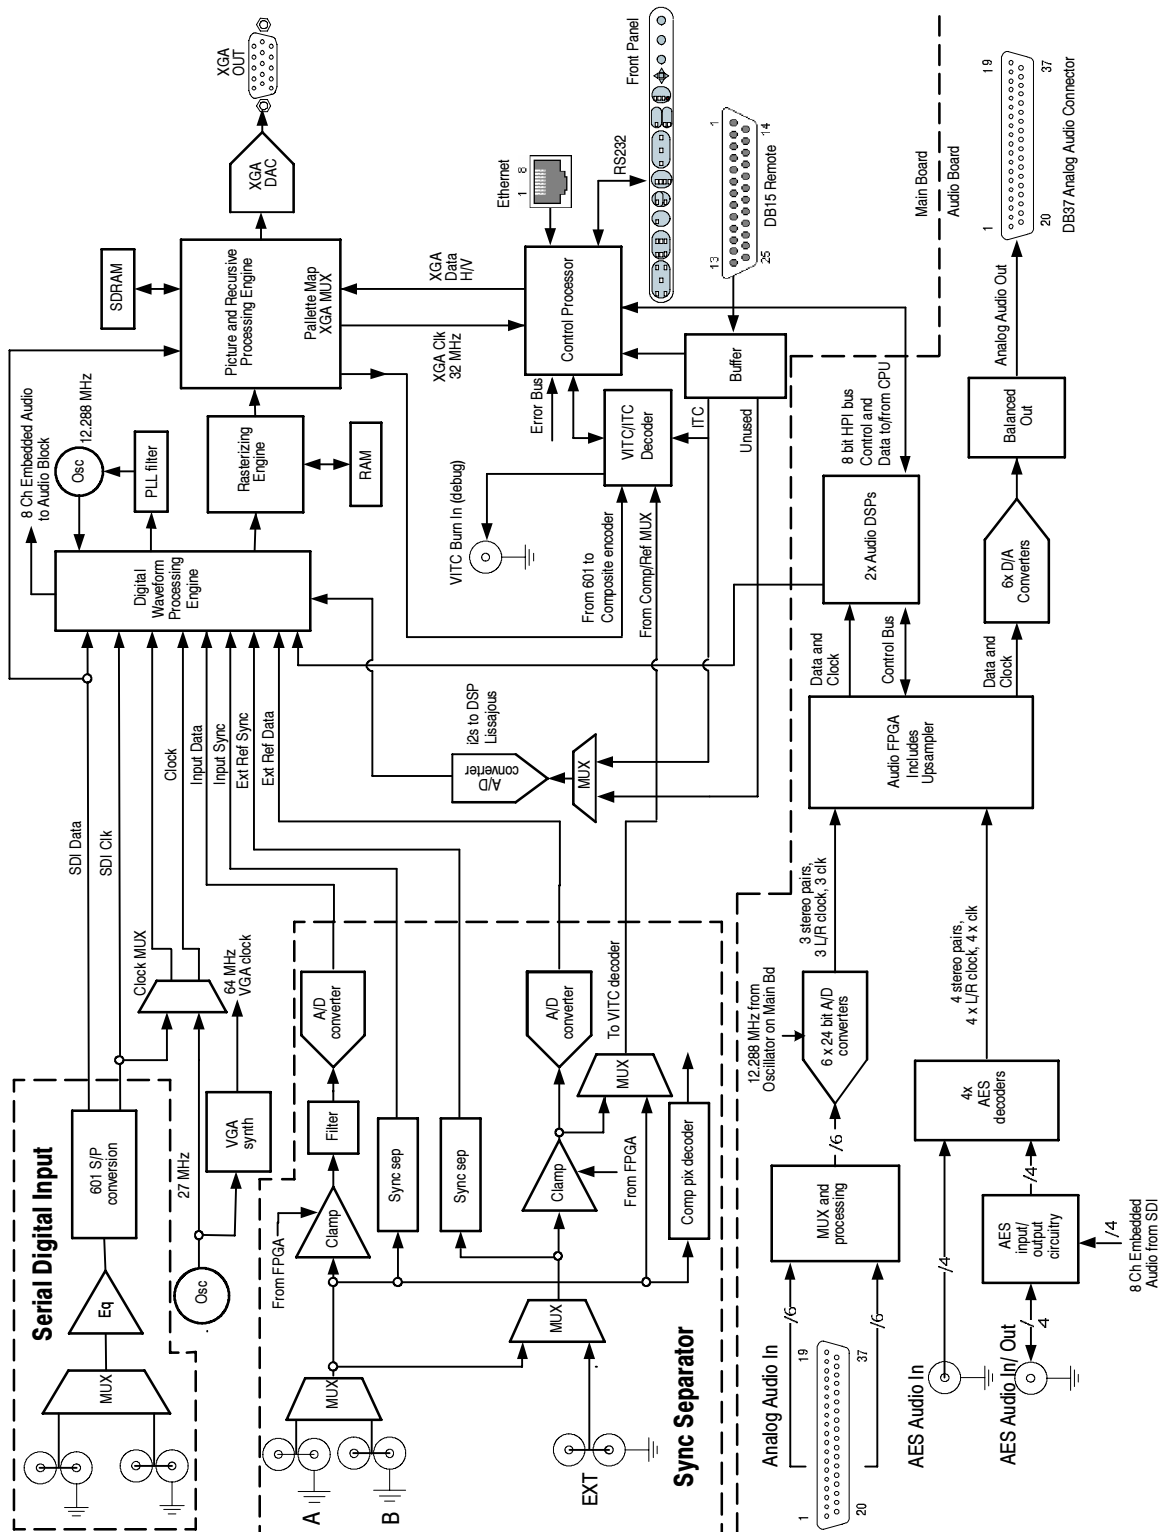 Serial Digital Input
MUX
Eq
601 S/P
conversion
SDI Data
SDI Clk
Osc
27 MHz
VGA
synth
64 MHz
VGA clock
Clock MUX
Clock
Input Data
Input Sync
Ext Ref Sync
Ext Ref Data
Digital
Waveform
Processing
Engine
8 Ch Embedded Audio
to Audio Block
Osc
12.288 MHz
PLL filter
Rasterizing
Engine
RAM
SDRAM
Picture and Recursive
Processing Engine
Pallette Map
XGA MUX
XGA
DAC
XGA
OUT
XGA
Data
H/V
XGA Clk
32 MHz
Sync Separator
A
B
EXT
MUX
MUX
From FPGA
Clamp
Filter
A/D
converter
Sync sep
Sync sep
Clamp
From FPGA
A/D
converter
MUX
To VITC decoder
Comp pix decoder
MUX
A/D
converter
i2s to DSP
Lissajous
VITC Burn In (debug)
From 601 to
Composite encoder
From Comp/Ref MUX
VITC/ITC
Decoder
Error Bus
ITC
Unused
Buffer
Control Processor
Ethernet
1
8
RS232
Front Panel
13
1
25
14
DB15 Remote
Main Board
Audio Board
Analog Audio In
1
19
20
37
/6
/6
MUX and
processing
/6
12.288 MHz from
Oscillator on Main Bd
6 x 24 bit A/D
converters
3 stereo pairs,
3 L/R clock, 3 clk
AES Audio In
/4
AES Audio In/ Out
/
4
AES
input/
output
circuitry
/4
8 Ch Embedded
Audio from SDI
/4
4x
AES
decoders
4 stereo pairs,
4 x L/R clock, 4 x clk
Audio FPGA
Includes
Upsampler
Data and
Clock
Control Bus
Data and
Clock
2x Audio DSPs
8 bit HPI bus
Control and
Data to/from CPU
6x D/A
Converters
Balanced
Out
Analog Audio Out
1
19
20
37
DB37 Analog Audio Connector